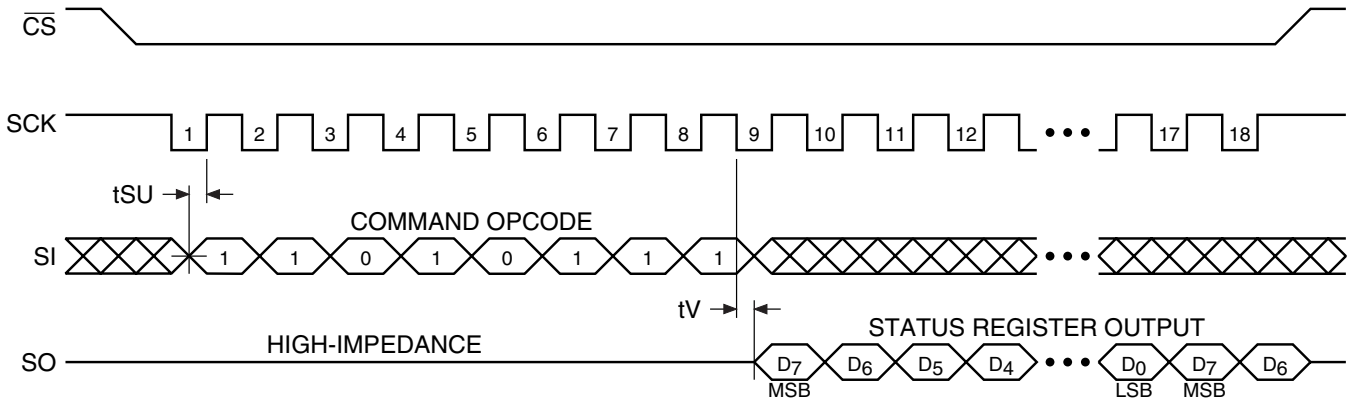 CS
SCK 1 2 3 4 5 6 7 8 9 10 11 12 ••• 17 18
tSU
COMMAND OPCODE
SI 1 1 0 1 0 1 1 1 •••
tV
STATUS REGISTER OUTPUT
HIGH-IMPEDANCE
SO D7 D6 D5 D4 ••• D0 D7 D6
MSB LSB MSB